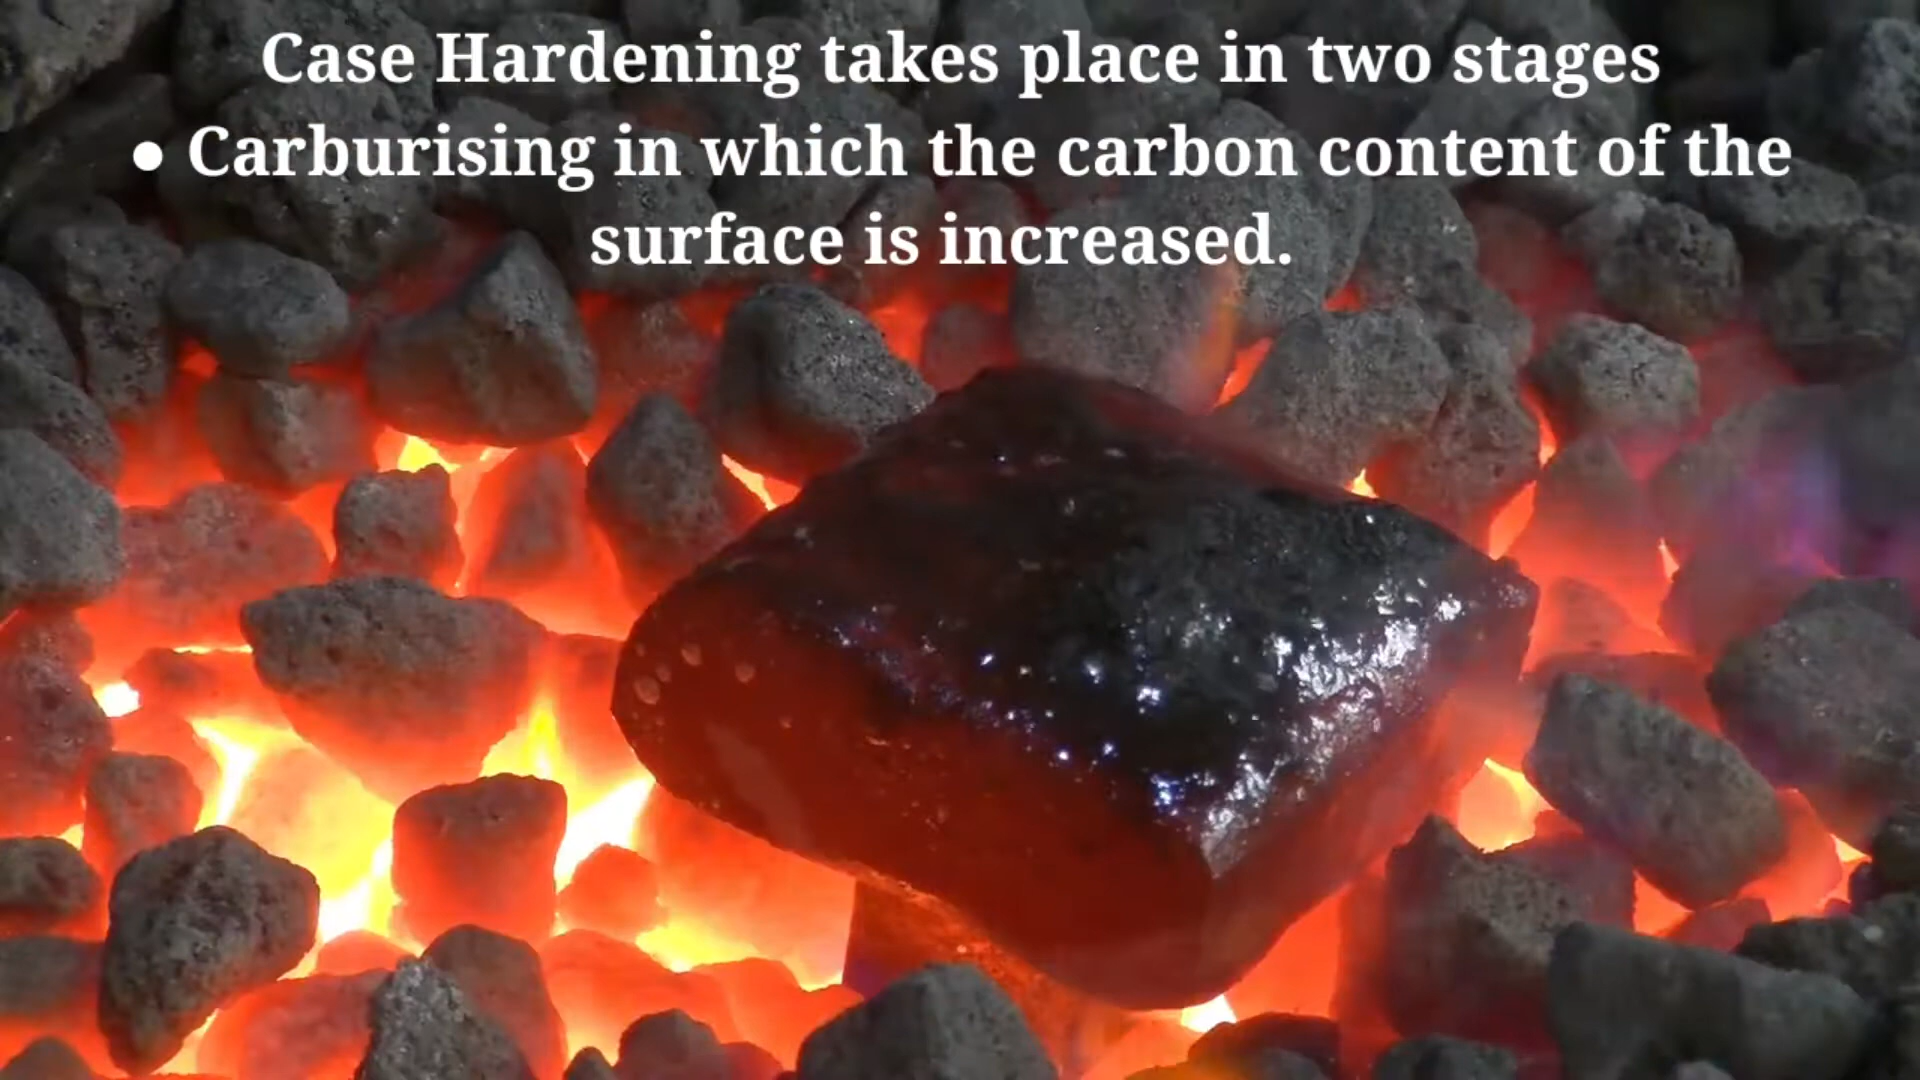 Case Hardening takes place in two stages
● Carburising in which the carbon content of the
surface is increased.